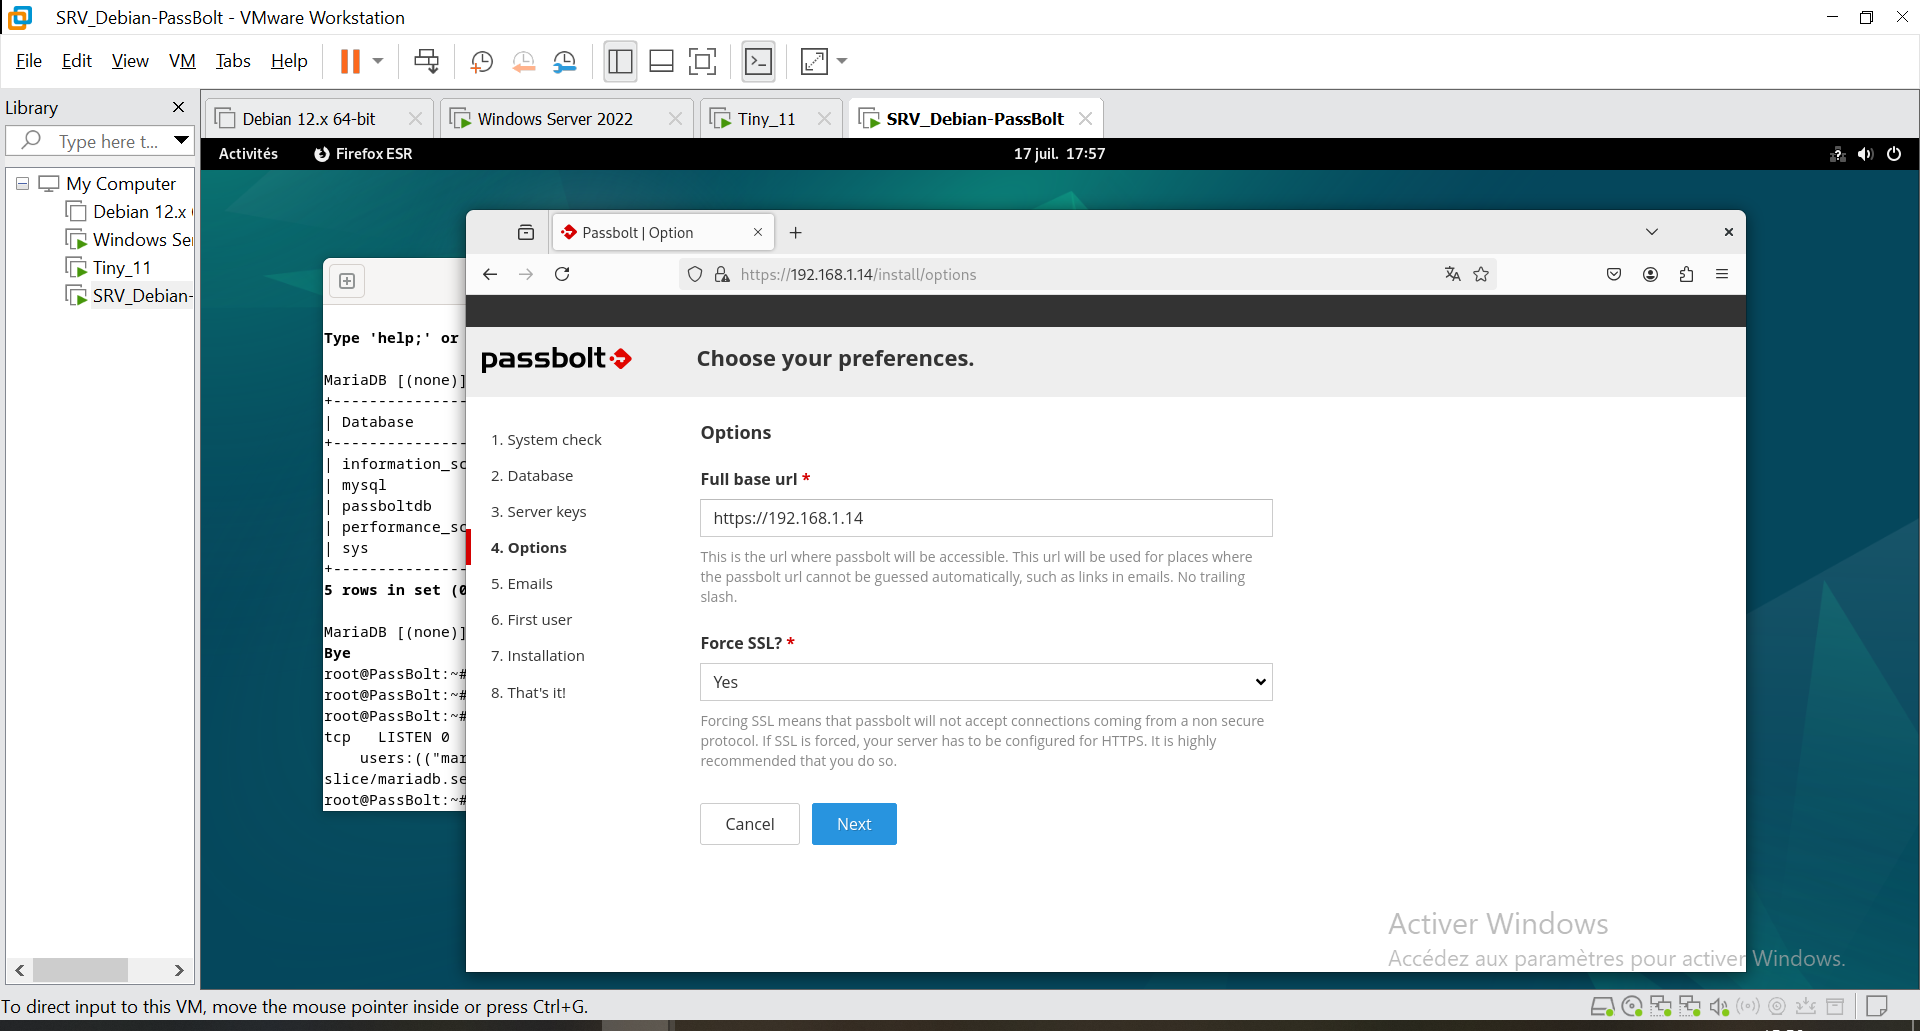 SRV_Debian-PassBolt - VMware Workstation
File Edit View VM Tabs Help
Library
Type here t...
My Computer
Debian 12.x
Windows Se
Tiny_11
SRV_Debian-
Debian 12.x 64-bit
Windows Server 2022
Tiny_11
SRV_Debian-PassBolt
Activités
Firefox ESR
17 juil. 17:57
Type 'help;' or
MariaDB [(none)]
+---------------
| Database
+---------------
| information_sc
| mysql
| passboltdb
| performance_sc
| sys
+---------------
5 rows in set (0
MariaDB [(none)]
Bye
root@PassBolt:~#
root@PassBolt:~#
root@PassBolt:~#
tcp LISTEN 0
users:(("mar
slice/mariadb.se
root@PassBolt:~#
Passbolt | Option
https://192.168.1.14/install/options
passbolt
Choose your preferences.
1. System check
2. Database
3. Server keys
4. Options
5. Emails
6. First user
7. Installation
8. That's it!
Options
Full base url *
https://192.168.1.14
This is the url where passbolt will be accessible. This url will be used for places where
the passbolt url cannot be guessed automatically, such as links in emails. No trailing
slash.
Force SSL? *
Yes
Forcing SSL means that passbolt will not accept connections coming from a non secure
protocol. If SSL is forced, your server has to be configured for HTTPS. It is highly
recommended that you do so.
Cancel
Next
Activer Windows
Accédez aux paramètres pour activer Windows.
To direct input to this VM, move the mouse pointer inside or press Ctrl+G.